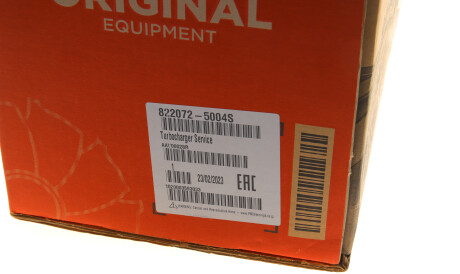 ORIGINAL
EQUIPMENT
822072-5004S
Turbocharger Service
1
23/02/2023
EAC